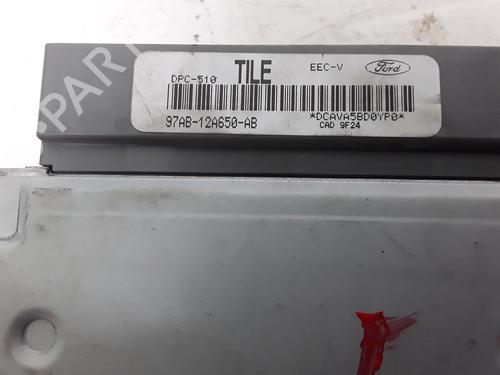 DPC-510 TILE EEC-V Ford
97AB-12A650-AB *DCAVA5BD0YP0*
CAD 9F24